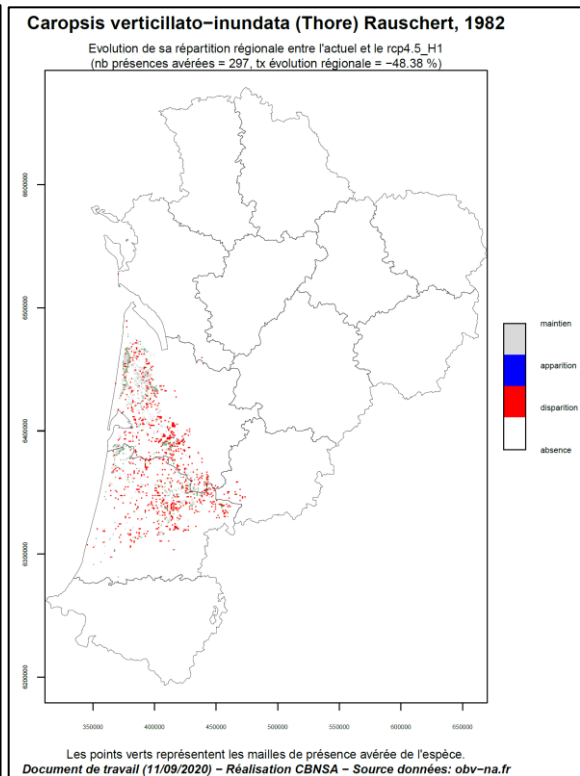 Caropsis verticillato−inundata (Thore) Rauschert, 1982
Evolution de sa répartition régionale entre l'actuel et le rcp4.5_H1
(nb présences avérées = 297, tx évolution régionale = −48.38 %)
6600000
6500000
6400000
6300000
6200000
maintien
apparition
disparition
absence
350000 400000 450000 500000 550000 600000 650000
Les points verts représentent les mailles de présence avérée de l'espèce.
Document de travail (11/09/2020) − Réalisation CBNSA − Source données: obv−na.fr